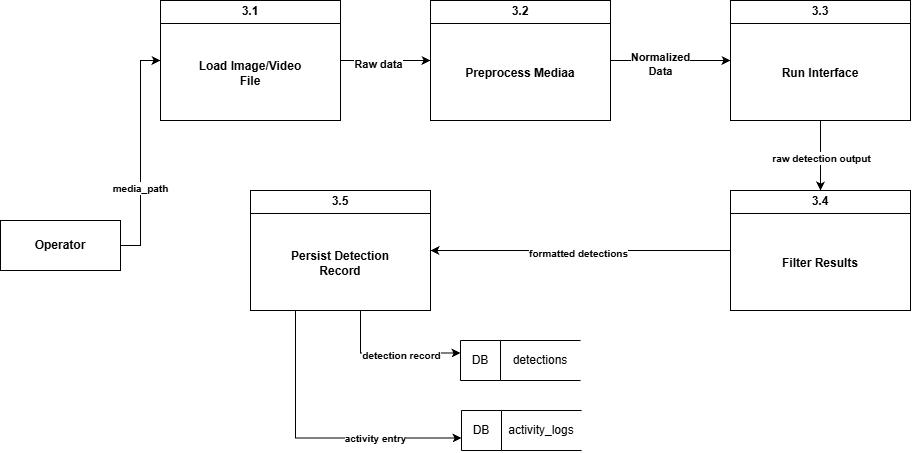 3.1
Load Image/Video
File
Raw data
3.2
Preprocess Mediaa
Normalized
Data
3.3
Run Interface
raw detection output
media_path
Operator
3.5
Persist Detection
Record
formatted detections
3.4
Filter Results
detection record
DB
detections
activity entry
DB
activity_logs